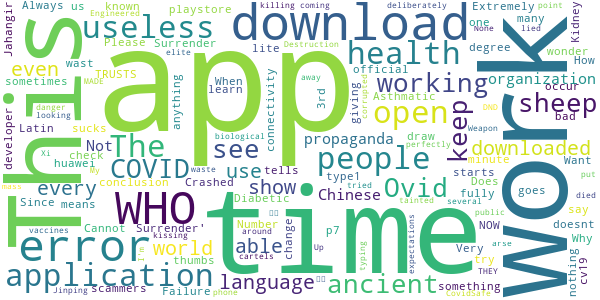 killing coming
Engineered
deliberately
Always us known playstore
Please Surrender
Jahangir
download
one
Extremely point
None lied many
kidney
useless
Destruction
elite
degree
wonder
How
wast
even
TRUSTS
lite
health
official
organization
sometimes
anything
connectivity
When
learn
3rd
away
giving
corrupted
working
Asthmatic
danger
looking
MADE
occur
developer
Latin
sucks
Not
This
app
Work
open
keep
sheep
bad
The
see
propaganda
draw
perfectly
DND
Weapon
downloaded
Want
huawei
check
COVID
use
tells
people
minute
put
Xi
conclusion
Crashed
biological
type1
Does
cv19
Since means
every
My
waste
show
Chinese
Ovid
starts
fully
goes
died
doesnt
Diabetic
tried
tainted
several
say
vaccines
Cannot
Surrender'
Number
change
NOW
public
Why
WHO
kissing
around
p7
time
try
arse
THEY
Very
error
I'm
world
able
cartels
Up
typing
expectations
ancient
something
nothing
thumbs
application
language
scammers
Failure
phone
Jinping
CovidSafe
mass